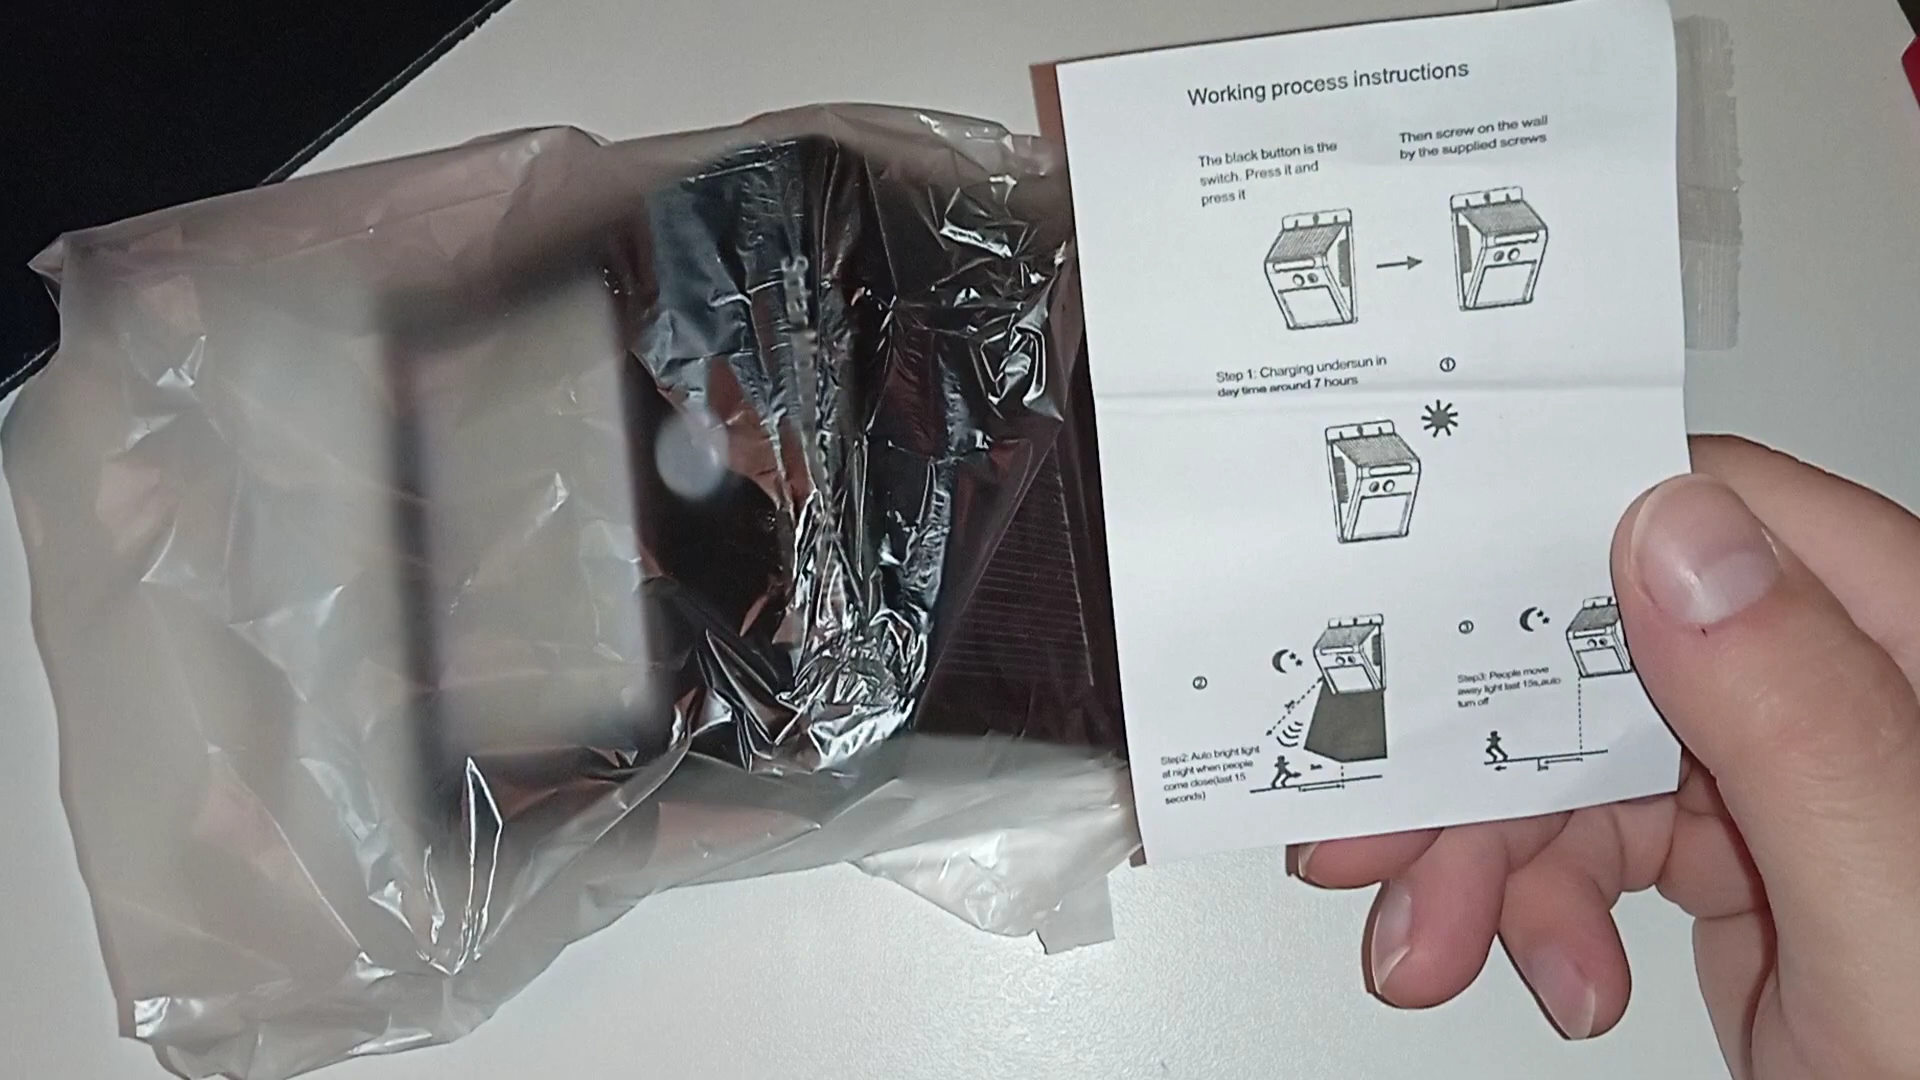 Working process instructions
The black button is the
switch. Press it and
press it
Then screw on the wall
by the supplied screws
Step 1: Charging undersun in
day time around 7 hours
①
②
Step2: Auto bright light
at night when people
come close(last 15
seconds)
③
Step3: People move
away light last 15s,auto
turn off